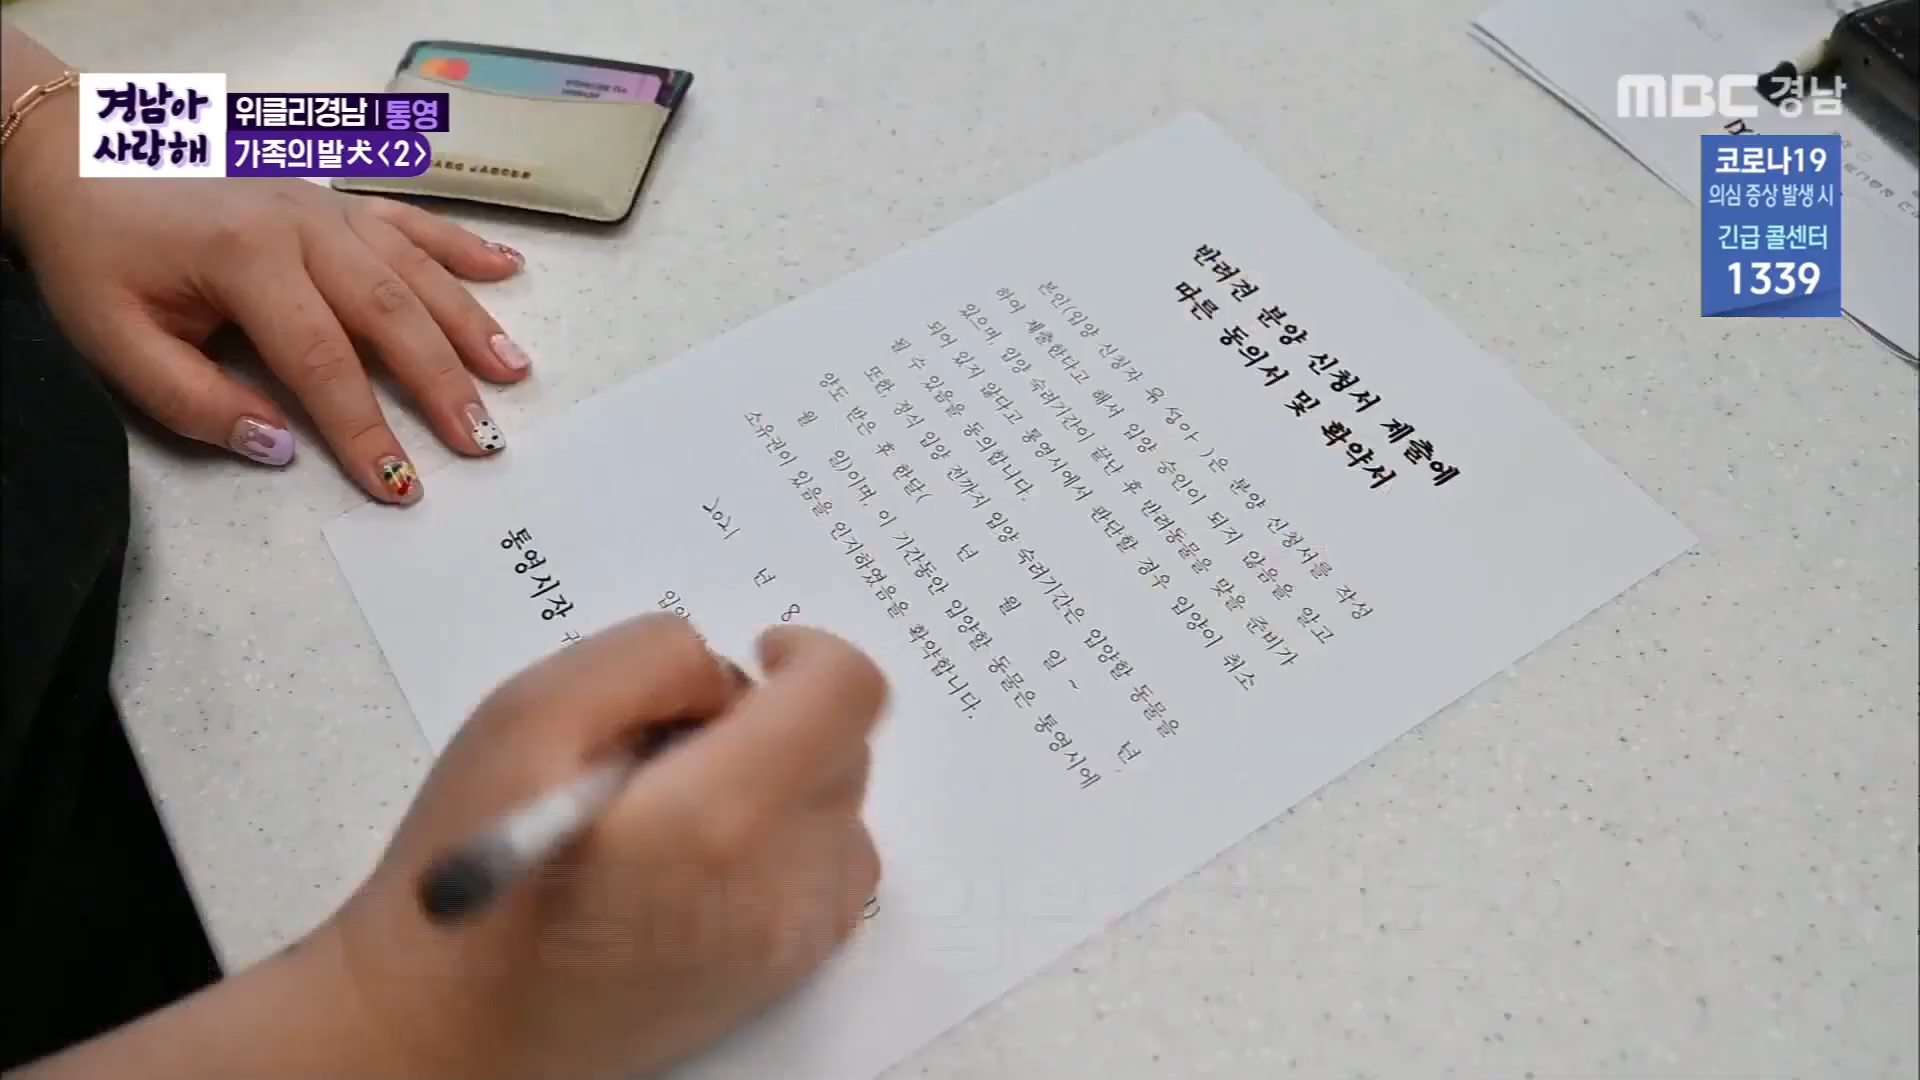 경남아
사랑해
위클리경남 | 통영
가족의 발犬<2>
MBC 경남
코로나19
의심 증상 발생 시
긴급 콜센터
1339
반려견 분양 신청서 제출에
따른 동의서 및 확약서
본인(입양 신청자 유 성아 )은 분양 신청서를 작성
하여 제출한다고 해서 입양 승인이 되지 않음을 알고
있으며, 입양 숙려기간이 끝난 후 반려동물을 맞을 준비가
되어 있지 않다고 통영시에서 판단할 경우 입양이 취소
될 수 있음을 동의합니다.
또한, 정식 입양 전까지 입양 숙려기간은 입양할 동물을
양도 받은 후 한달( 년 월 일 ~ 년
월 일)이며, 이 기간동안 입양할 동물은 통영시에
소유권이 있음을 인지하였음을 확약합니다.
2021 년 8
입양
통영시장